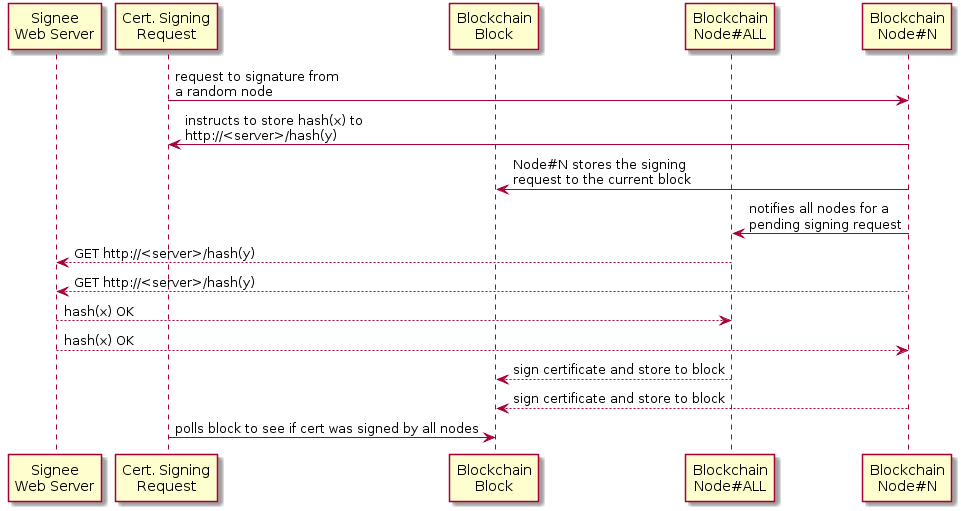 Signee
Web Server
Cert. Signing
Request
Blockchain
Block
Blockchain
Node#ALL
Blockchain
Node#N
request to signature from
a random node
instructs to store hash(x) to
http://<server>/hash(y)
Node#N stores the signing
request to the current block
notifies all nodes for a
pending signing request
GET http://<server>/hash(y)
GET http://<server>/hash(y)
hash(x) OK
hash(x) OK
sign certificate and store to block
sign certificate and store to block
polls block to see if cert was signed by all nodes
Signee
Web Server
Cert. Signing
Request
Blockchain
Block
Blockchain
Node#ALL
Blockchain
Node#N